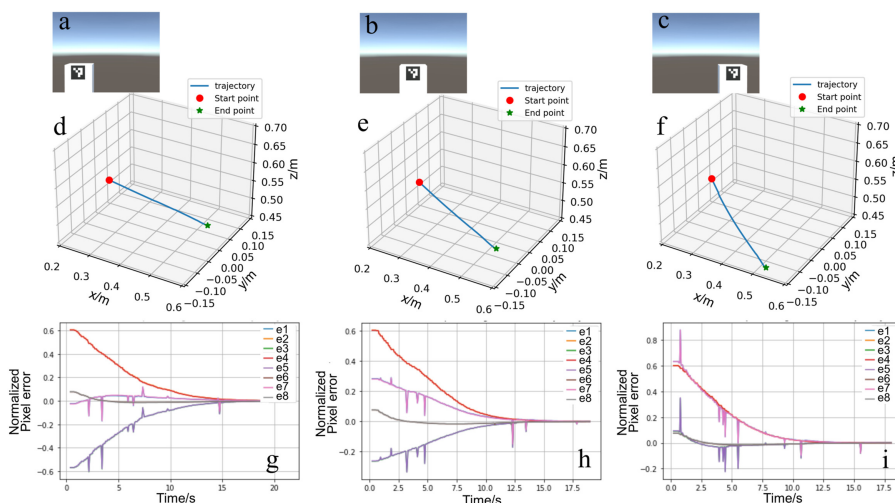 a
b
c
trajectory
Start point
End point
trajectory
Start point
End point
trajectory
Start point
End point
d
0.70
0.65
0.60
0.55
0.50
0.45
z/m
0.2
0.3
0.4
0.5
0.6
x/m
−0.15
−0.10
−0.05
0.00
0.05
0.10
0.15
y/m
e
0.70
0.65
0.60
0.55
0.50
0.45
z/m
0.2
0.3
0.4
0.5
0.6
x/m
−0.15
−0.10
−0.05
0.00
0.05
0.10
0.15
y/m
f
0.70
0.65
0.60
0.55
0.50
0.45
z/m
0.2
0.3
0.4
0.5
0.6
x/m
−0.15
−0.10
−0.05
0.00
0.05
0.10
0.15
y/m
Normalized
Pixel error
0.6
0.4
0.2
0.0
−0.2
−0.4
−0.6
e1
e2
e3
e4
e5
e6
e7
e8
g
0
5
10
15
20
Time/s
Normalized
Pixel error
0.6
0.4
0.2
0.0
−0.2
e1
e2
e3
e4
e5
e6
e7
e8
h
0.0
2.5
5.0
7.5
10.0
12.5
15.0
17.5
Time/s
Normalized
Pixel error
0.8
0.6
0.4
0.2
0.0
−0.2
e1
e2
e3
e4
e5
e6
e7
e8
i
0.0
2.5
5.0
7.5
10.0
12.5
15.0
17.5
Time/s